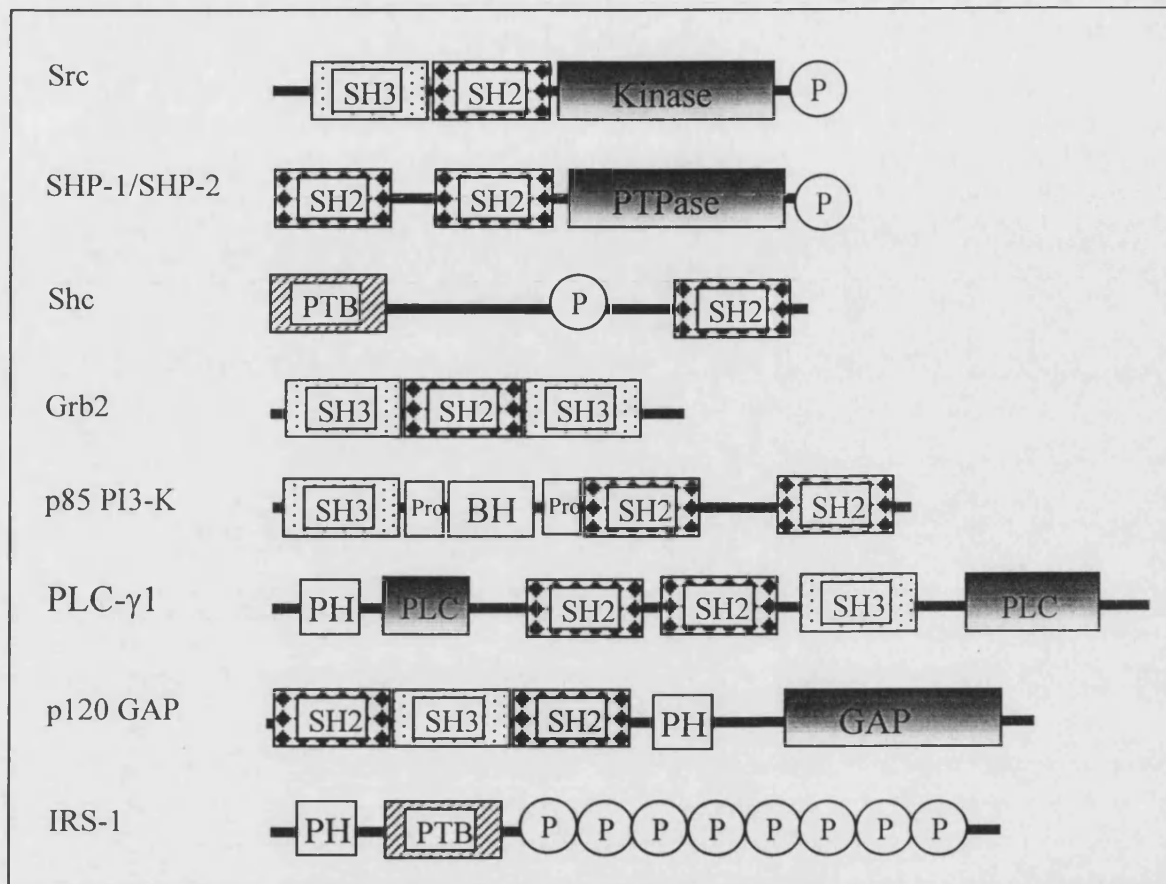 Src SH3 SH2 Kinase P
SHP-1/SHP-2 SH2 SH2 PTPase P
Shc PTB P SH2
Grb2 SH3 SH2 SH3
p85 PI3-K SH3 Pro BH Pro SH2 SH2
PLC-γ1 PH PLC SH2 SH2 SH3 PLC
p120 GAP SH2 SH3 SH2 PH GAP
IRS-1 PH PTB P P P P P P P P